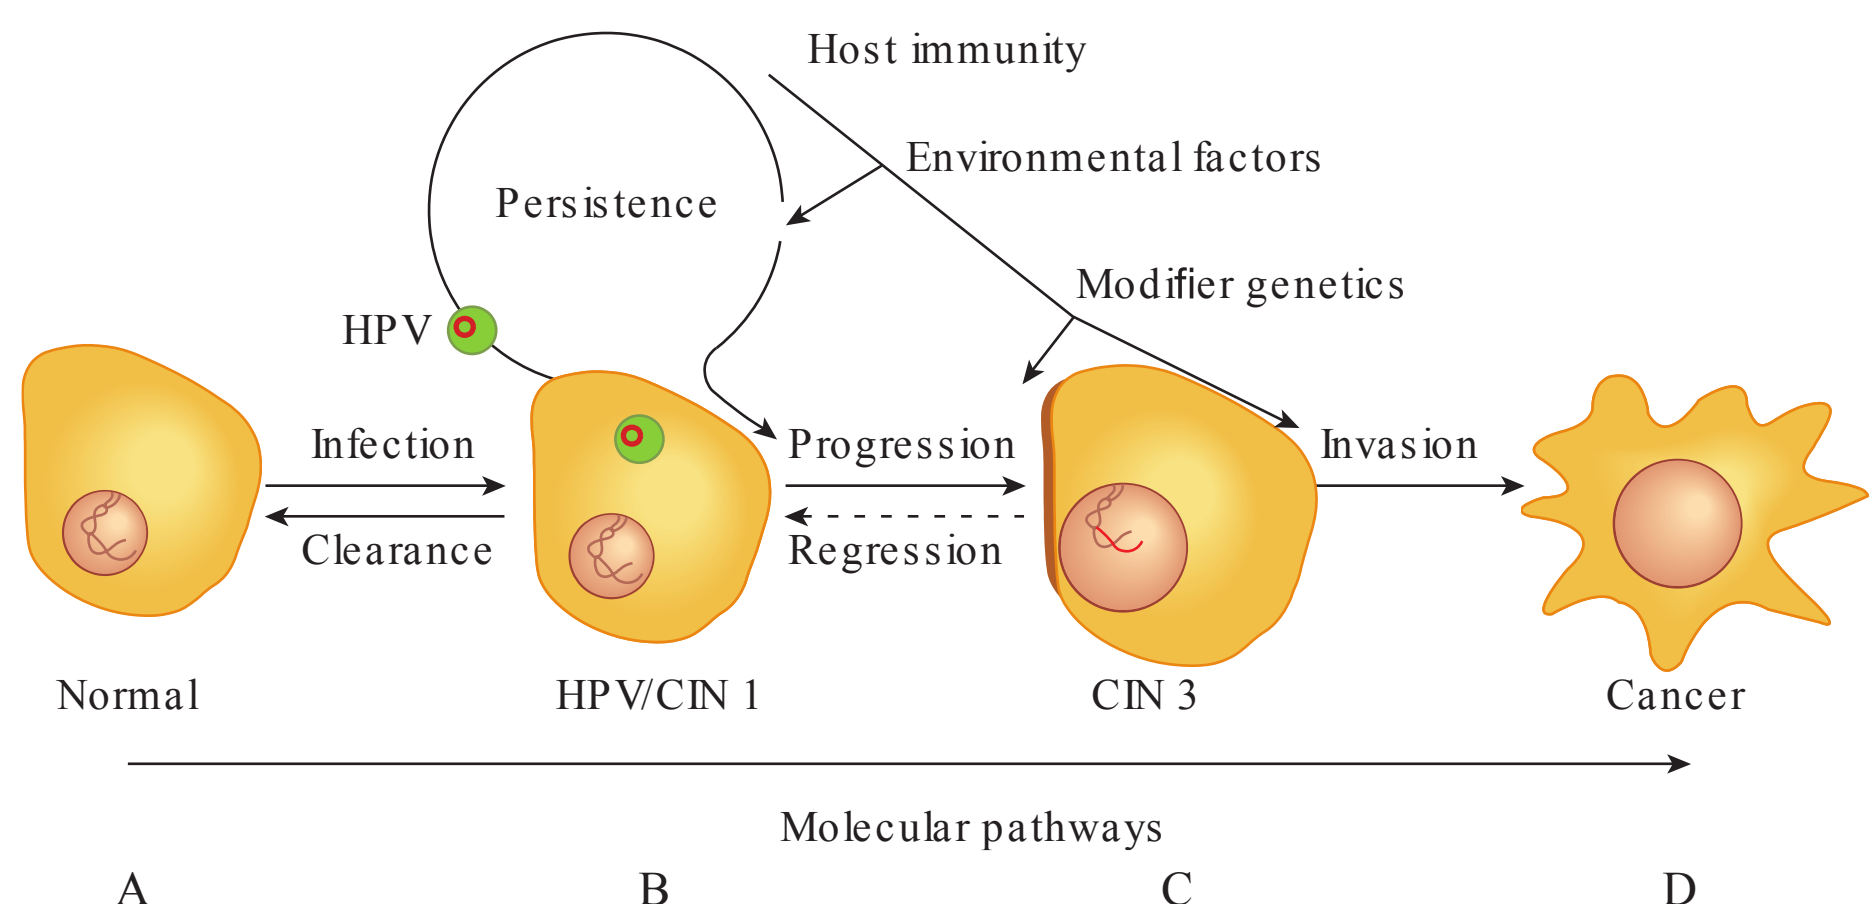 Host immunity
Environmental factors
Persistence
Modifier genetics
HPV
Infection
Progression
Invasion
Clearance
Regression
Normal
HPV/CIN 1
CIN 3
Cancer
Molecular pathways
A
B
C
D